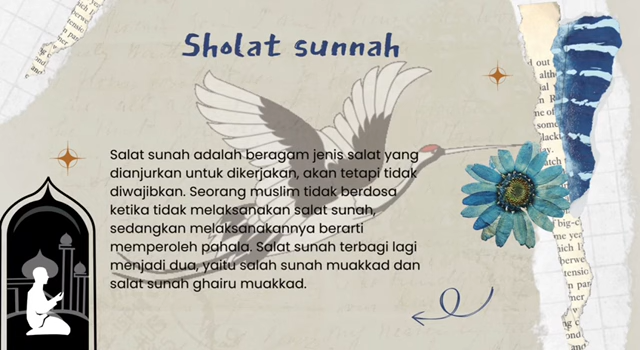 Sholat sunnah
Salat sunah adalah beragam jenis salat yang
dianjurkan untuk dikerjakan, akan tetapi tidak
diwajibkan. Seorang muslim tidak berdosa
ketika tidak melaksanakan salat sunah,
sedangkan melaksanakannya berarti
memperoleh pahala. Salat sunah terbagi lagi
menjadi dua, yaitu salah sunah muakkad dan
salat sunah ghairu muakkad.